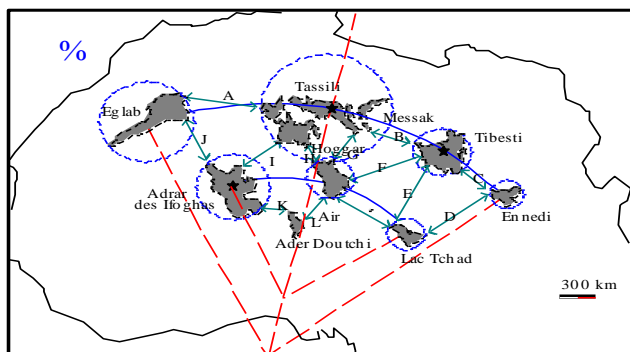 %
A
Tassili
Eglab
Messak
B
Tibesti
J
Hoggar
I
H
G
F
C
Adrar
des Ifoghas
E
K
Air
L
D
Ennedi
Ader Doutchi
Lac Tchad
300 km